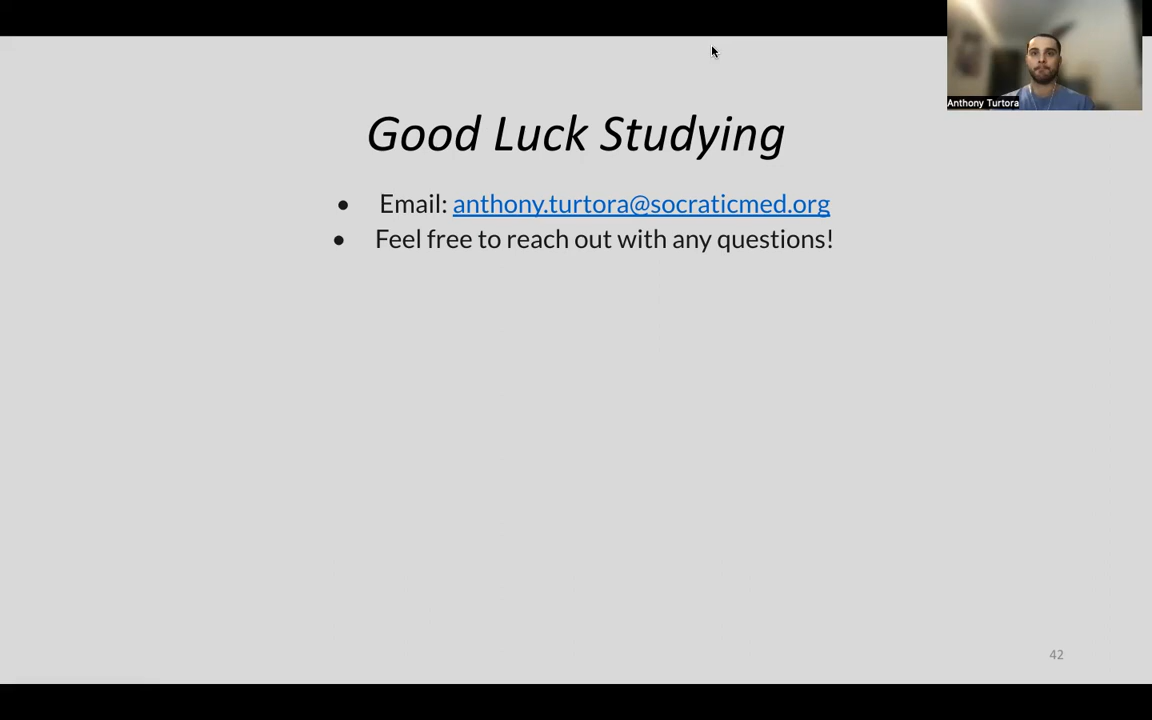 Anthony Turtora
Good Luck Studying
• Email: anthony.turtora@socraticmed.org
• Feel free to reach out with any questions!
42